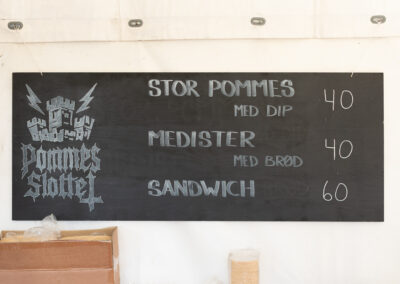 STOR POMMES 40
MED DIP
MEDISTER 40
MED BRØD
SANDWICH 60
Pommes
Slottet